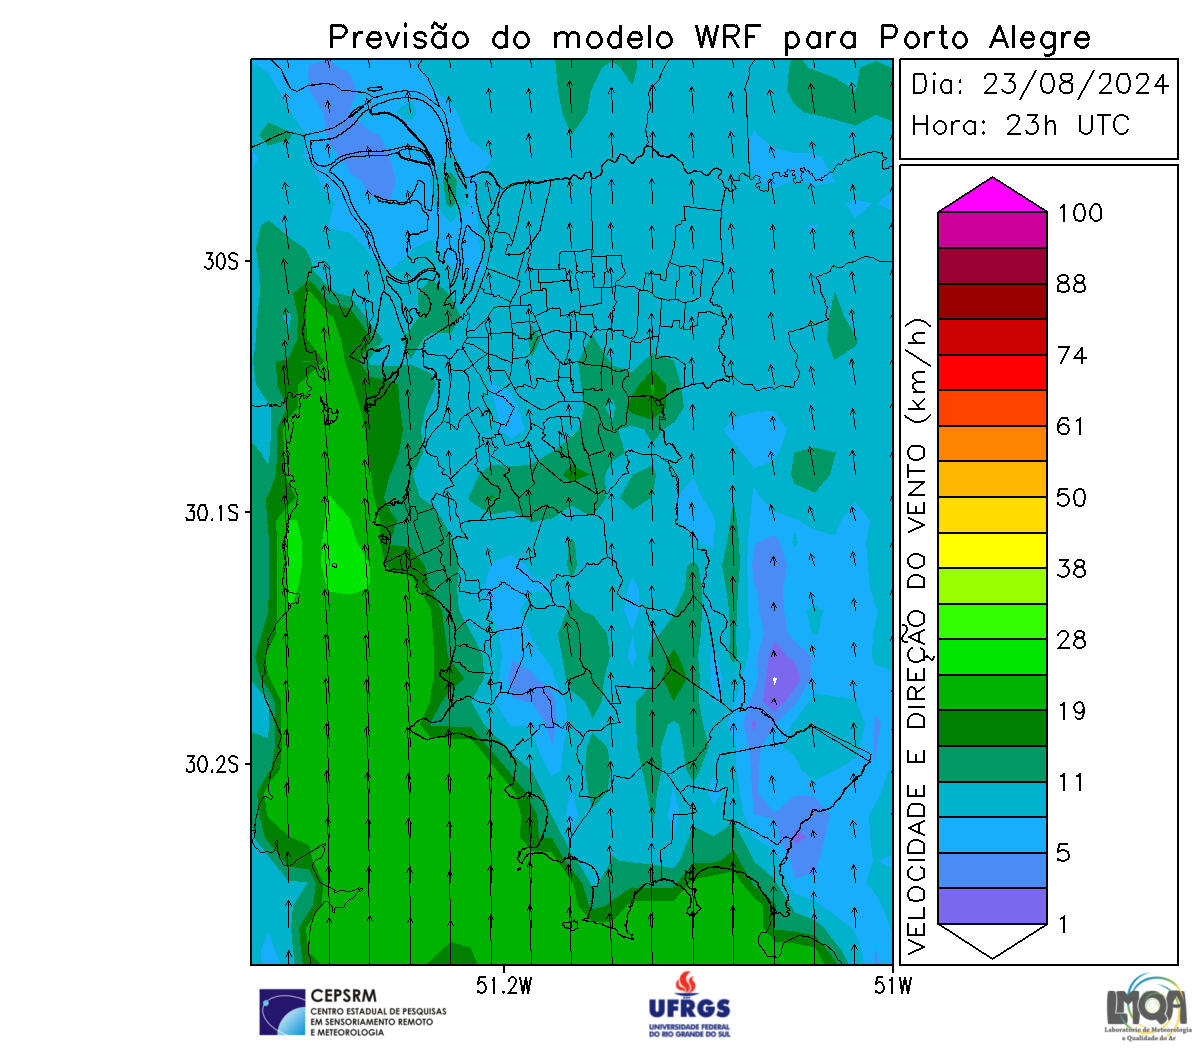 Previsão do modelo WRF para Porto Alegre
Dia: 23/08/2024
Hora: 23h UTC
30S
30.1S
30.2S
51.2W
51W
VELOCIDADE E DIREÇÃO DO VENTO (km/h)
100
88
74
61
50
38
28
19
11
5
1
CEPSRM
CENTRO ESTADUAL DE PESQUISAS
EM SENSORIAMENTO REMOTO
E METEOROLOGIA
UFRGS
UNIVERSIDADE FEDERAL
DO RIO GRANDE DO SUL
LMQA
Laboratório de Meteorologia
e Qualidade do Ar